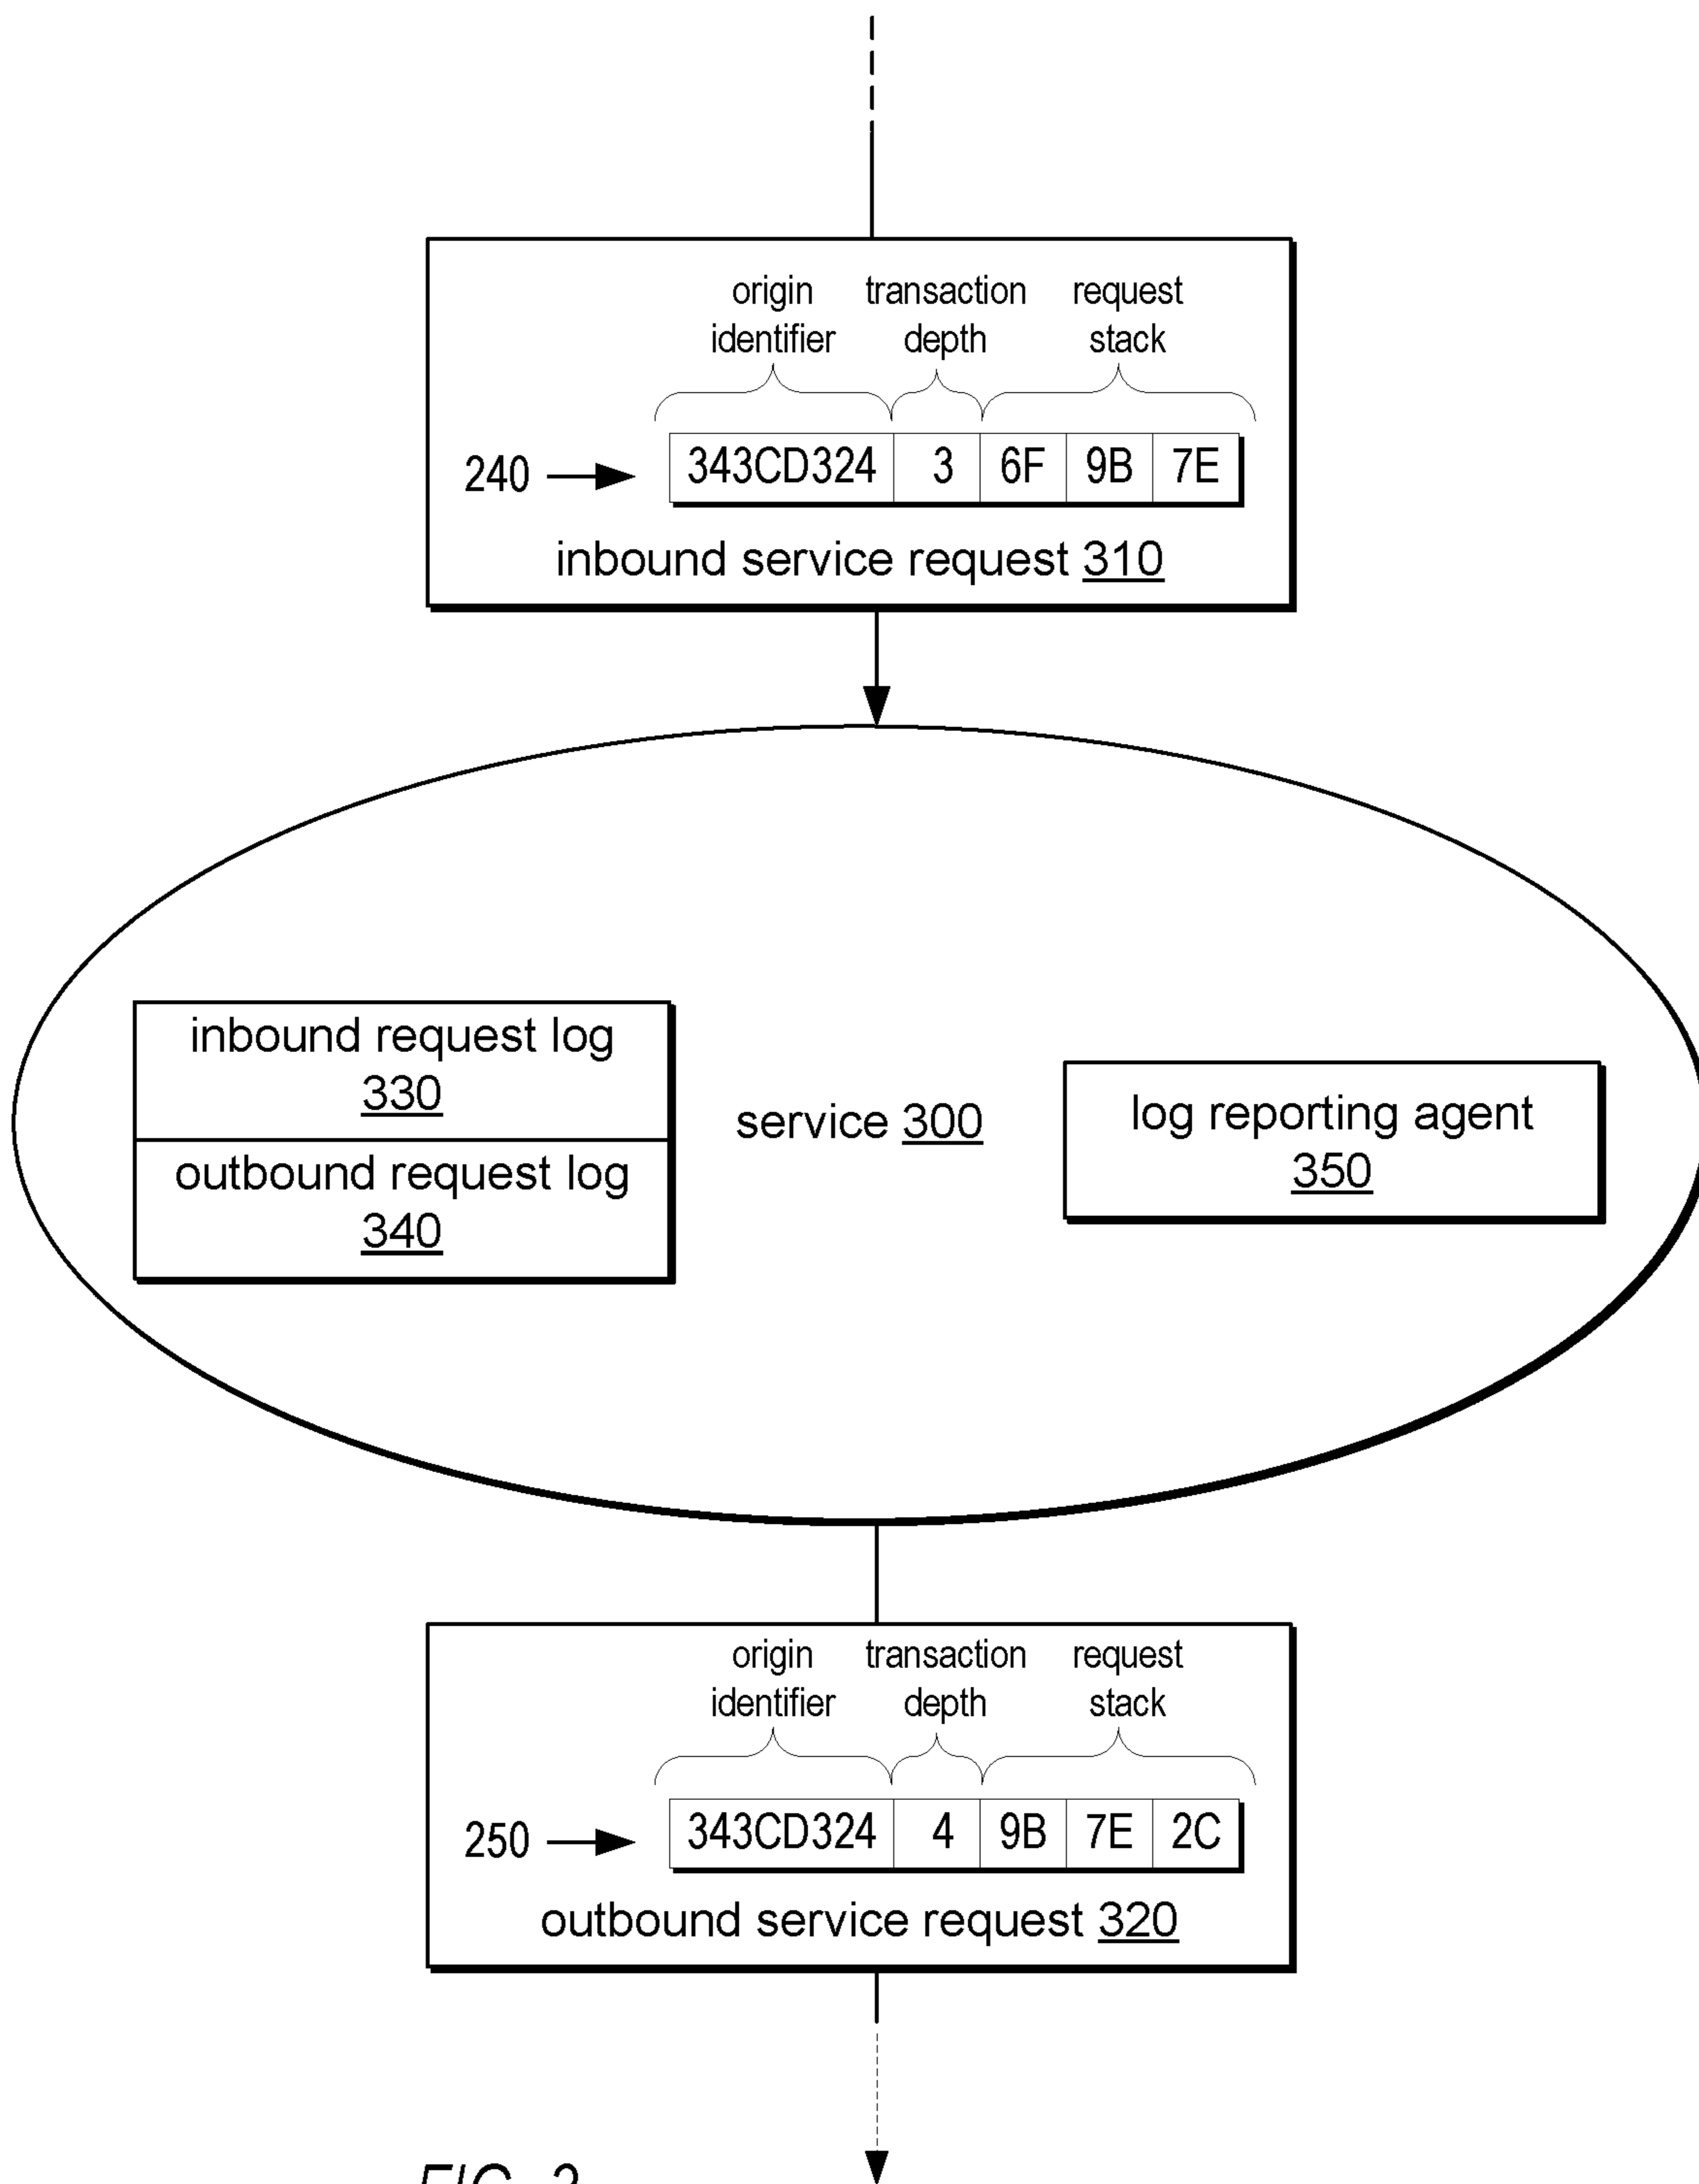 origin transaction request
identifier depth stack
240 343CD324 3 6F 9B 7E
inbound service request 310
inbound request log
330
outbound request log
340
service 300
log reporting agent
350
origin transaction request
identifier depth stack
250 343CD324 4 9B 7E 2C
outbound service request 320